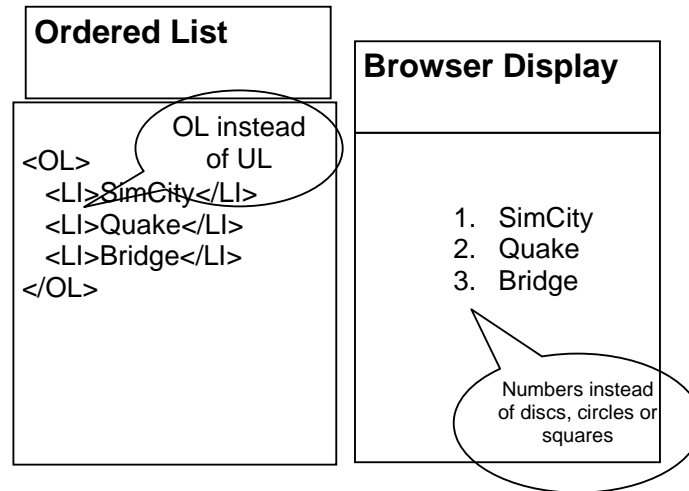 Ordered List
OL instead
of UL
<OL>
<LI>SimCity</LI>
<LI>Quake</LI>
<LI>Bridge</LI>
</OL>
Browser Display
1. SimCity
2. Quake
3. Bridge
Numbers instead
of discs, circles or
squares